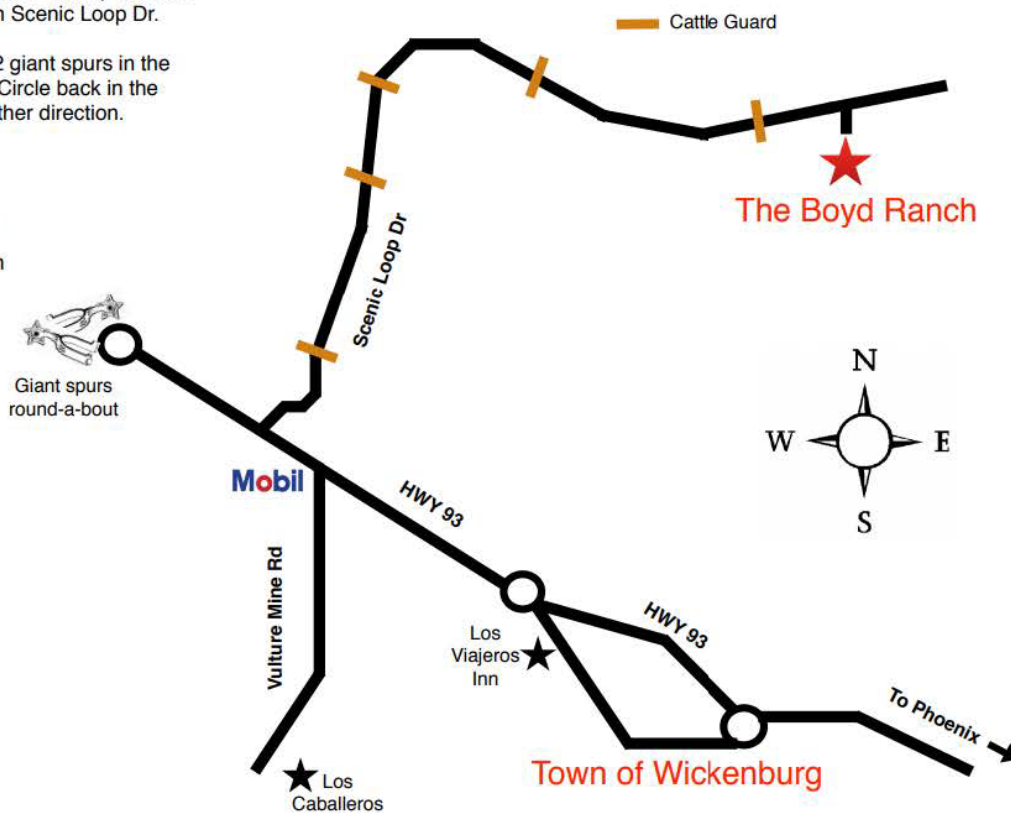 n Scenic Loop Dr.
2 giant spurs in the
Circle back in the
ther direction.
Cattle Guard
The Boyd Ranch
Scenic Loop Dr
Giant spurs
round-a-bout
N
W E
S
Mobil
HWY 93
Vulture Mine Rd
HWY 93
Los
Viajeros
Inn
To Phoenix
Town of Wickenburg
Los
Caballeros